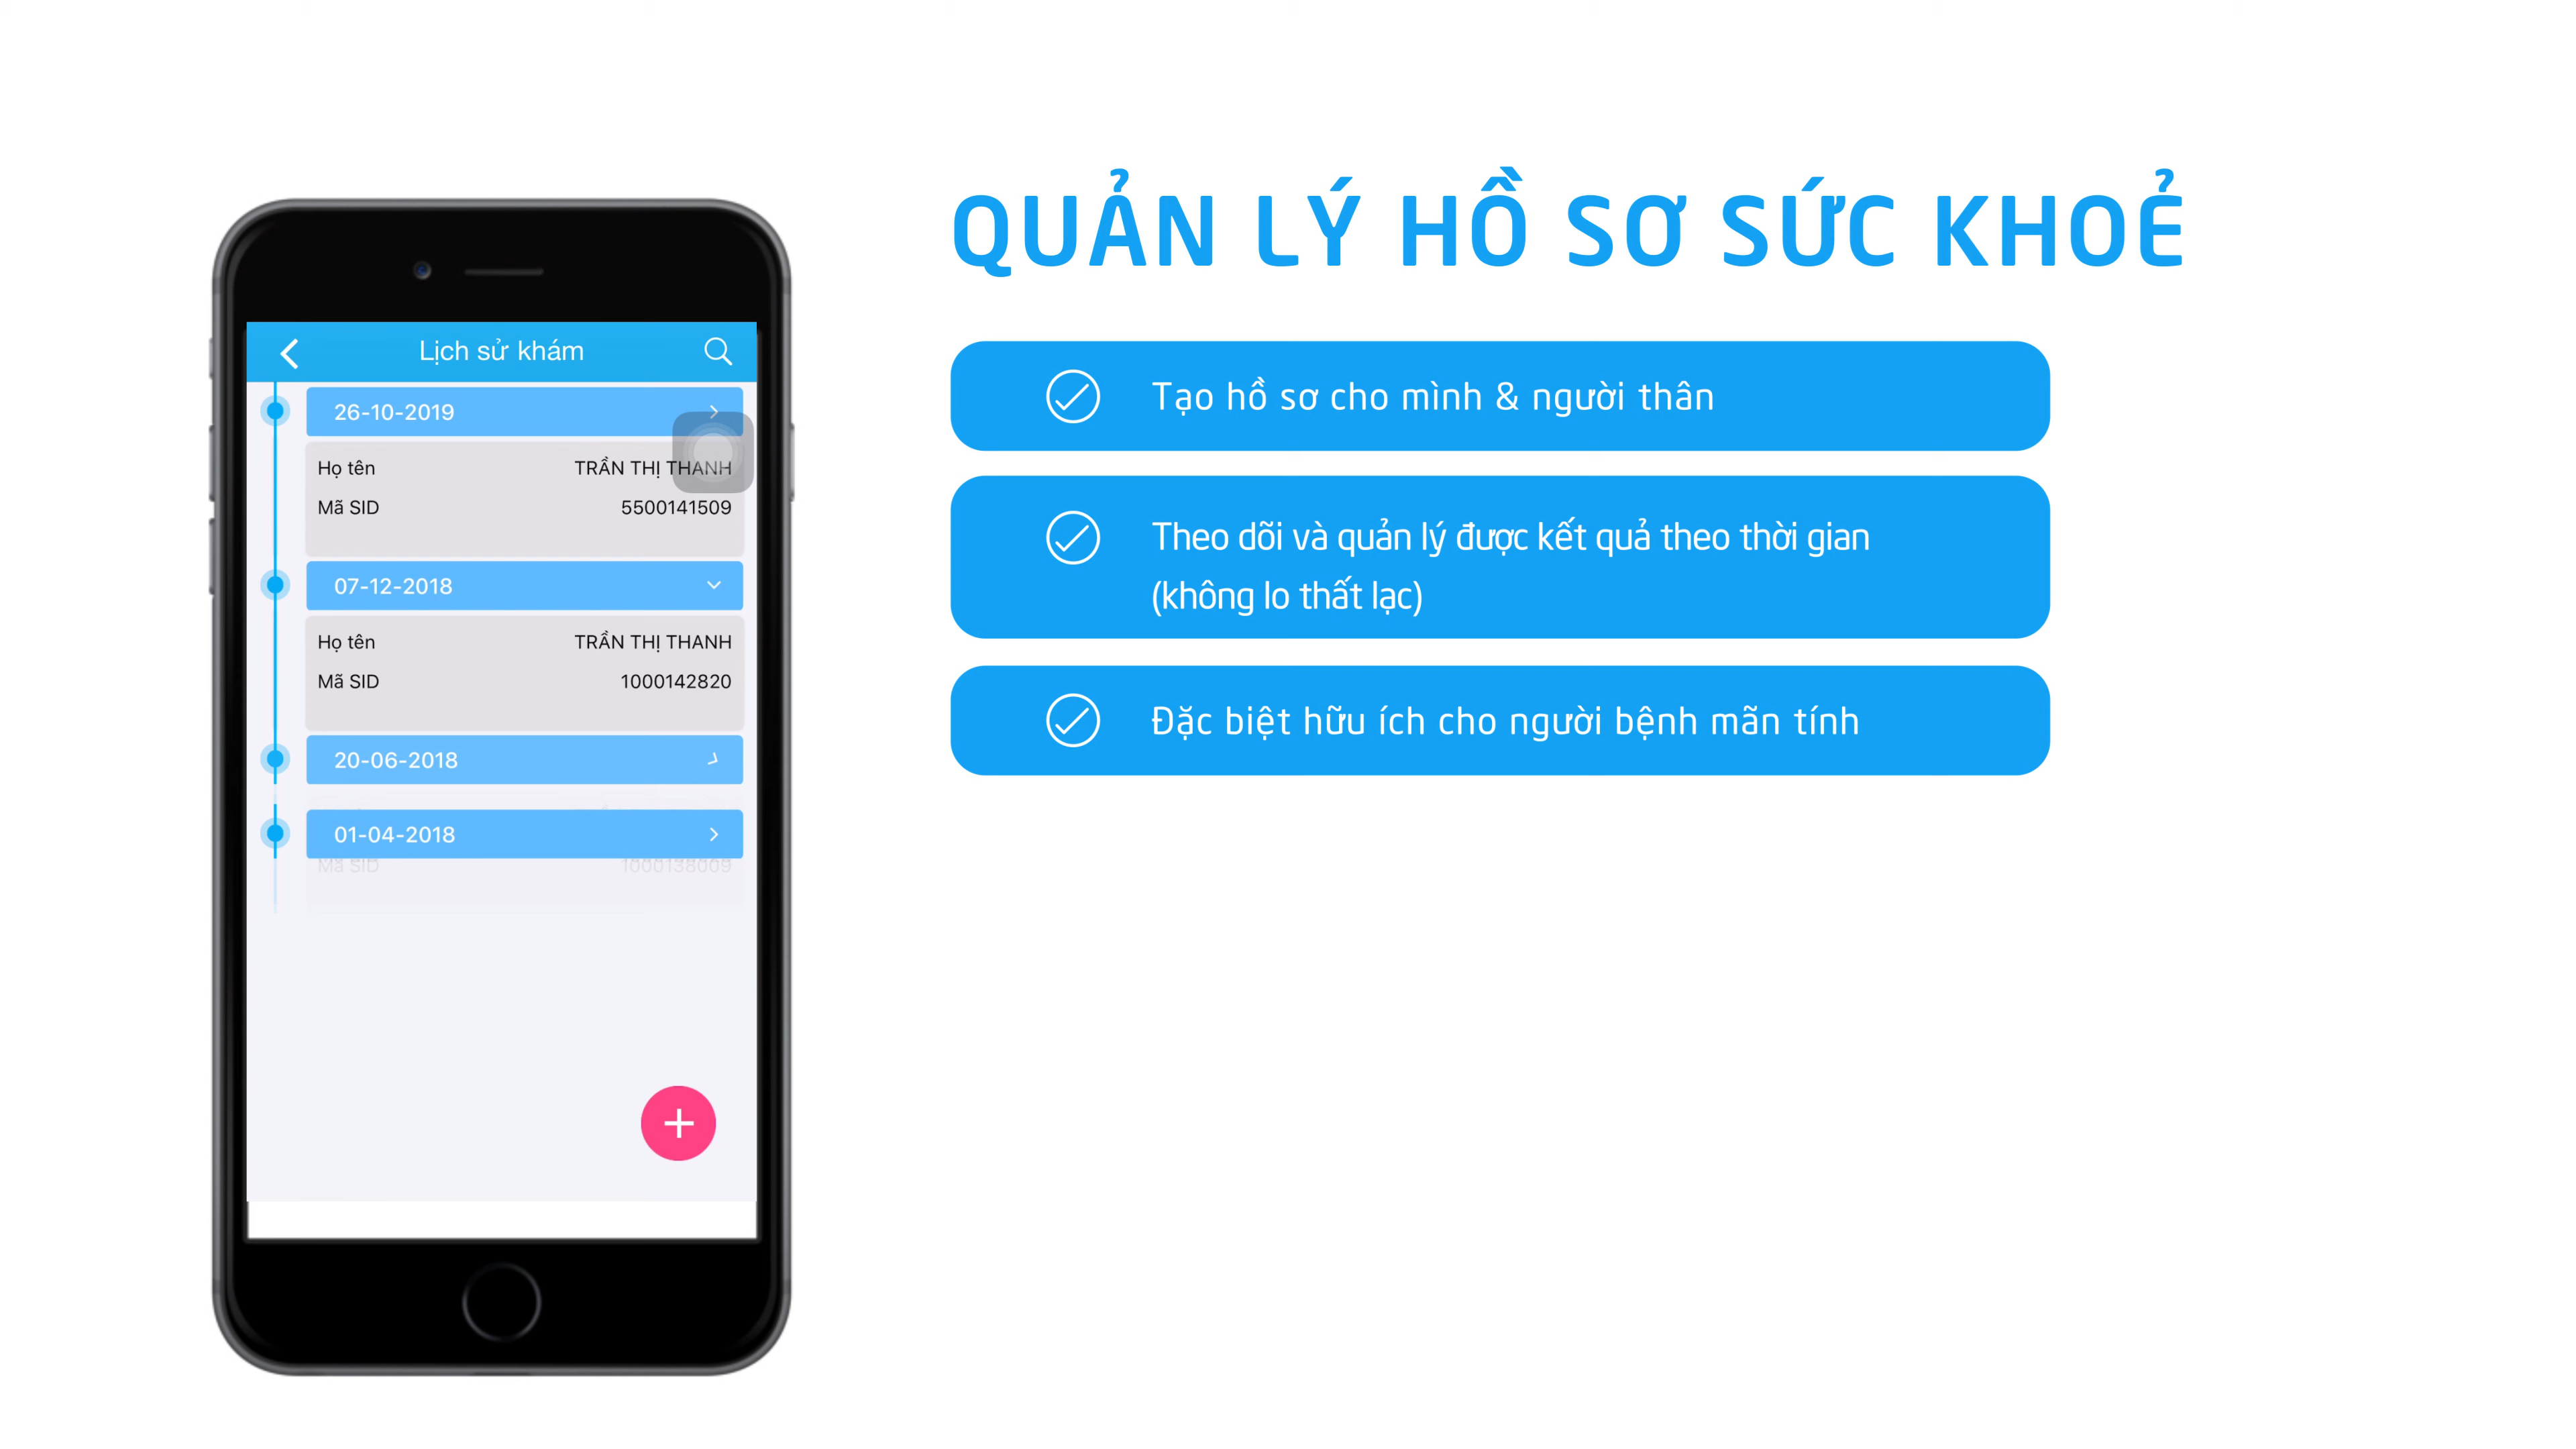 QUẢN LÝ HỒ SƠ SỨC KHOẺ
Tạo hồ sơ cho mình & người thân
Theo dõi và quản lý được kết quả theo thời gian
(không lo thất lạc)
Đặc biệt hữu ích cho người bệnh mãn tính
Lịch sử khám
26-10-2019
Họ tên TRẦN THỊ THANH
Mã SID 5500141509
07-12-2018
Họ tên TRẦN THỊ THANH
Mã SID 1000142820
20-06-2018
01-04-2018
Mã SID 1000138009